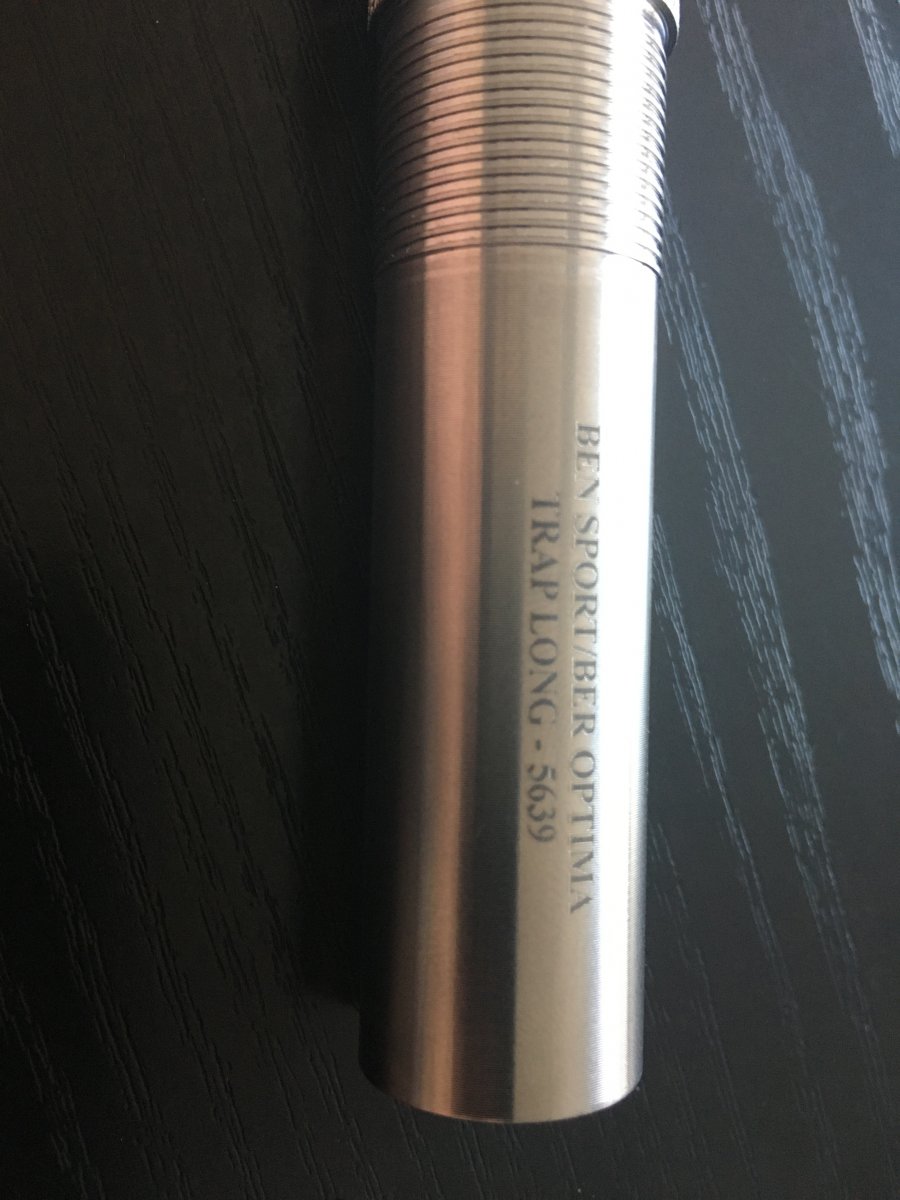 BEN SPORT/BER OPTIMA
TRAP LONG - 5639